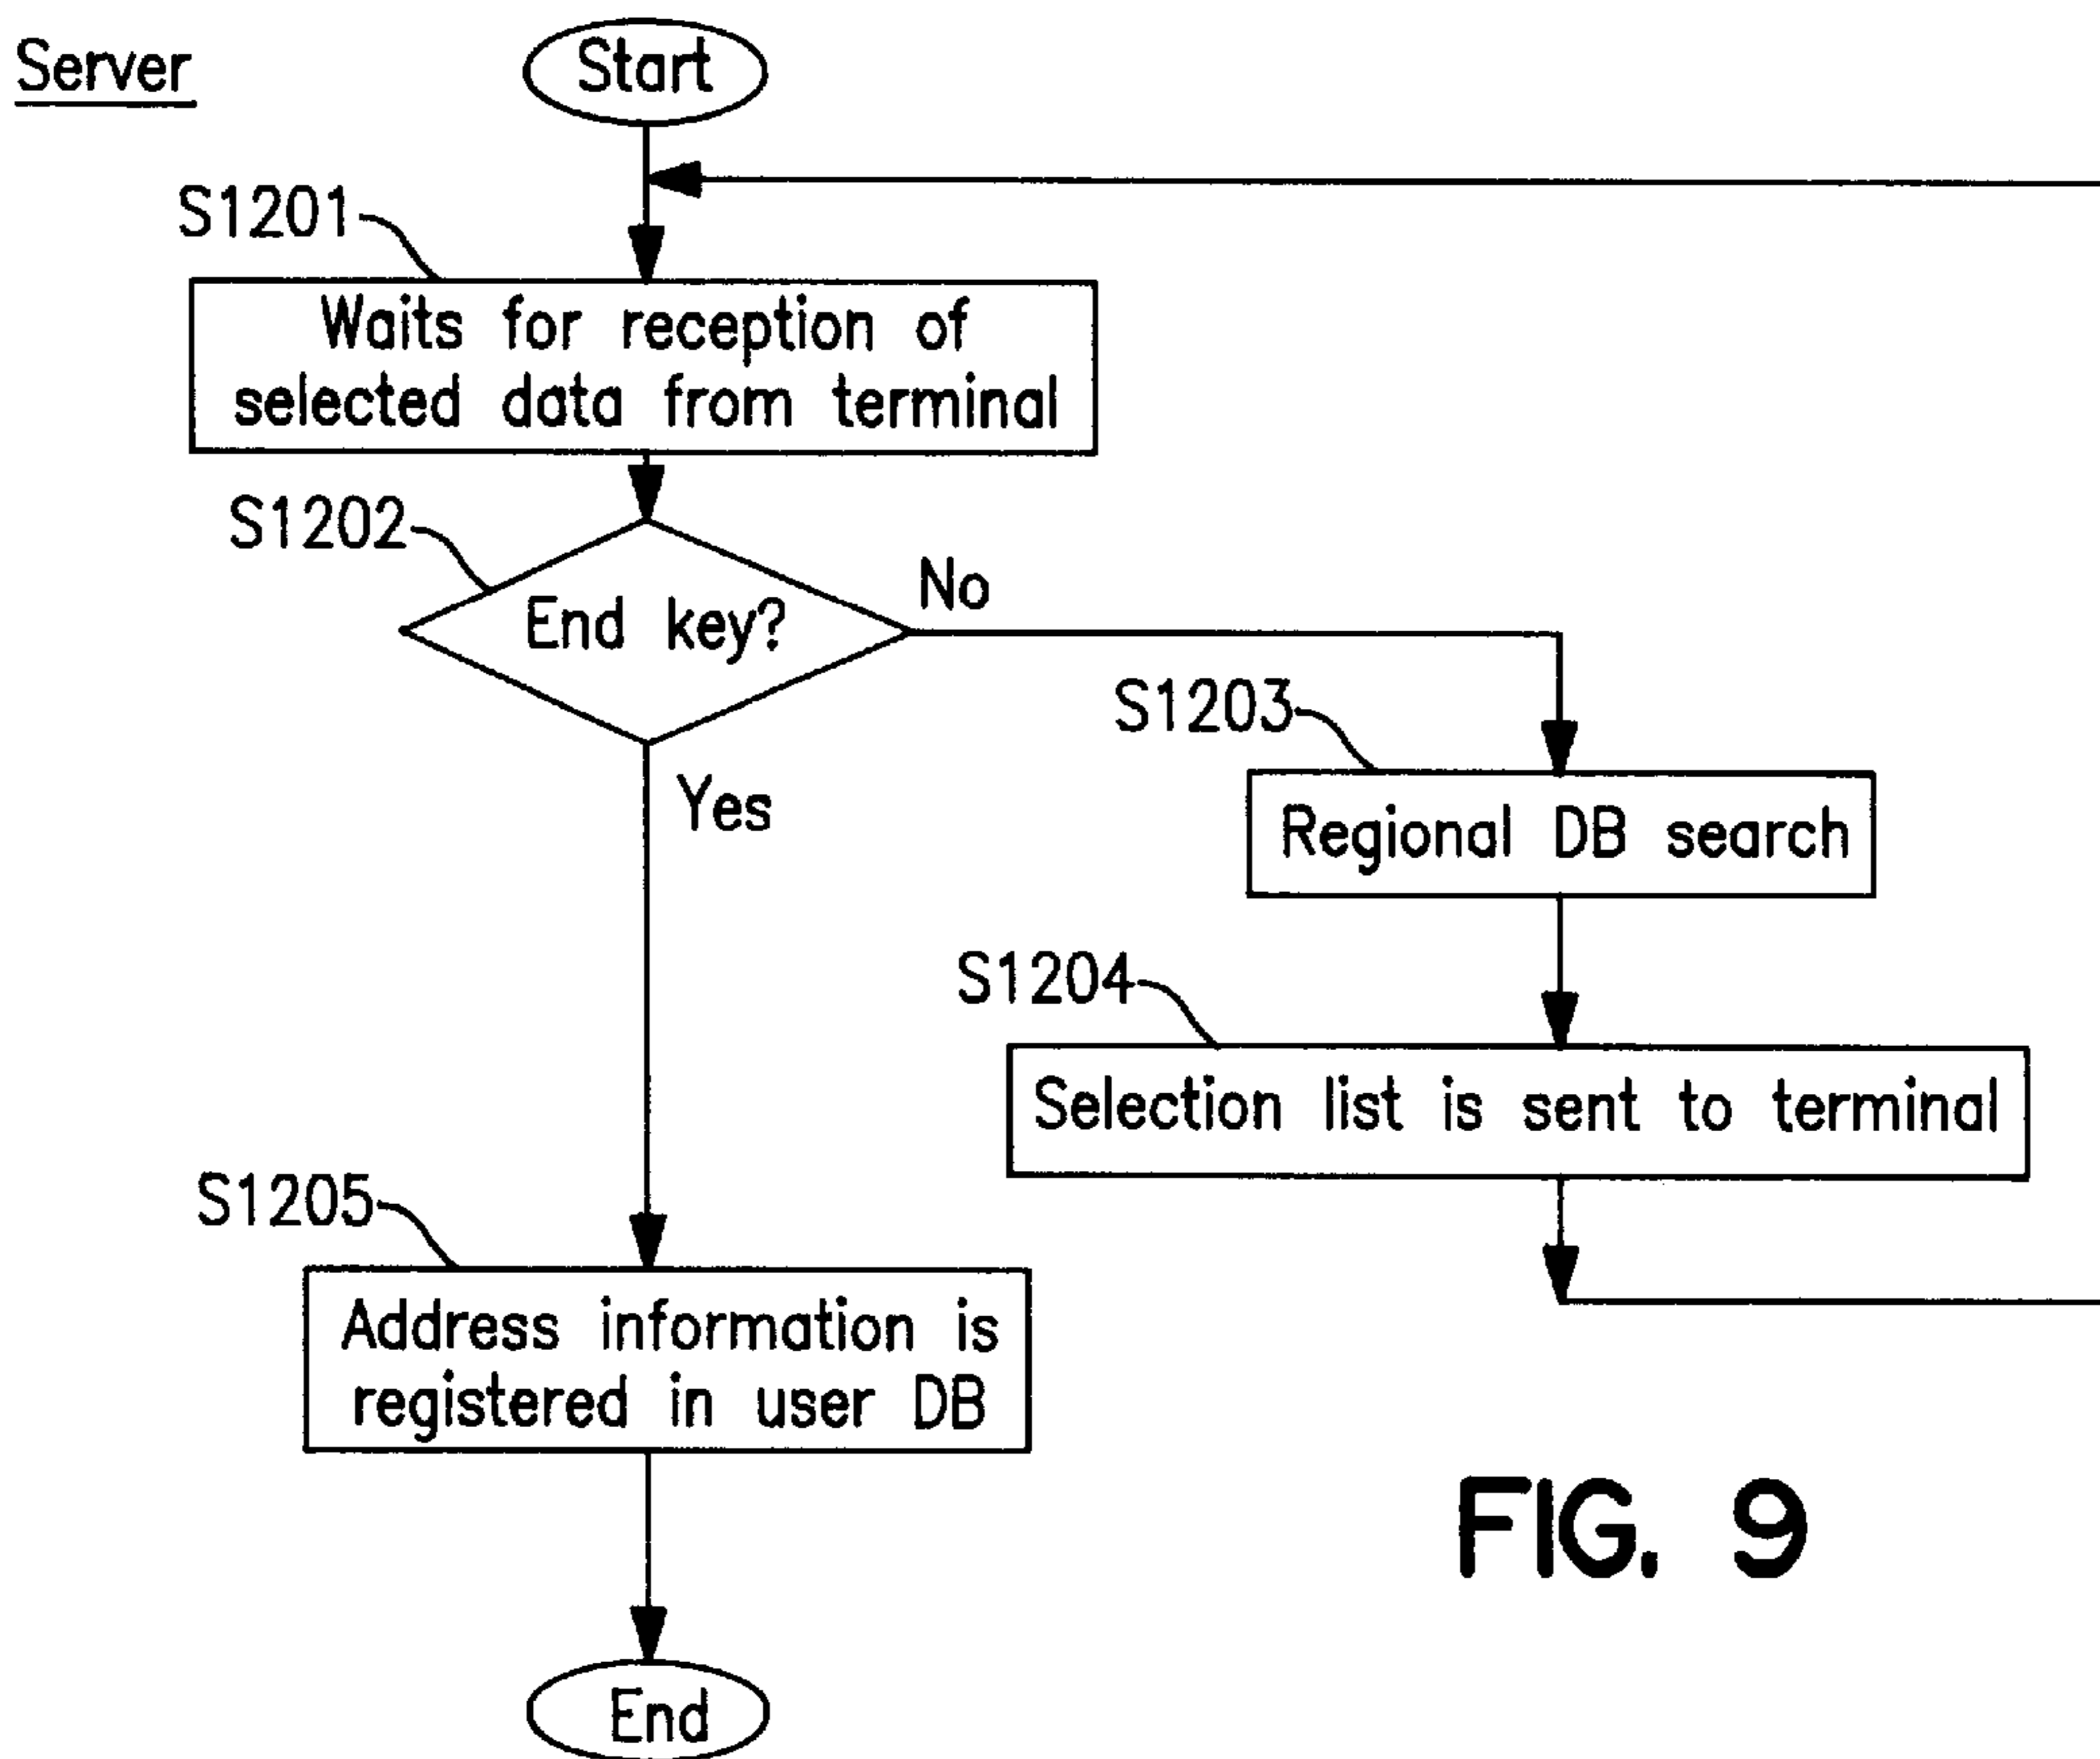 Server
Start
S1201
Waits for reception of
selected data from terminal
S1202
End key?
No
Yes
S1203
Regional DB search
S1204
Selection list is sent to terminal
S1205
Address information is
registered in user DB
End
FIG. 9